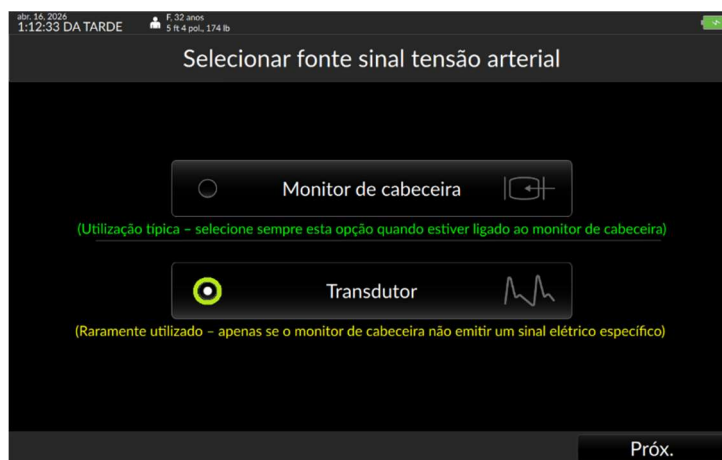 abr. 16, 2026
1:12:33 DA TARDE
F, 32 anos
5 ft 4 pol., 174 lb
Selecionar fonte sinal tensão arterial
Monitor de cabeceira
(Utilização típica – selecione sempre esta opção quando estiver ligado ao monitor de cabeceira)
Transdutor
(Raramente utilizado – apenas se o monitor de cabeceira não emitir um sinal elétrico específico)
Próx.